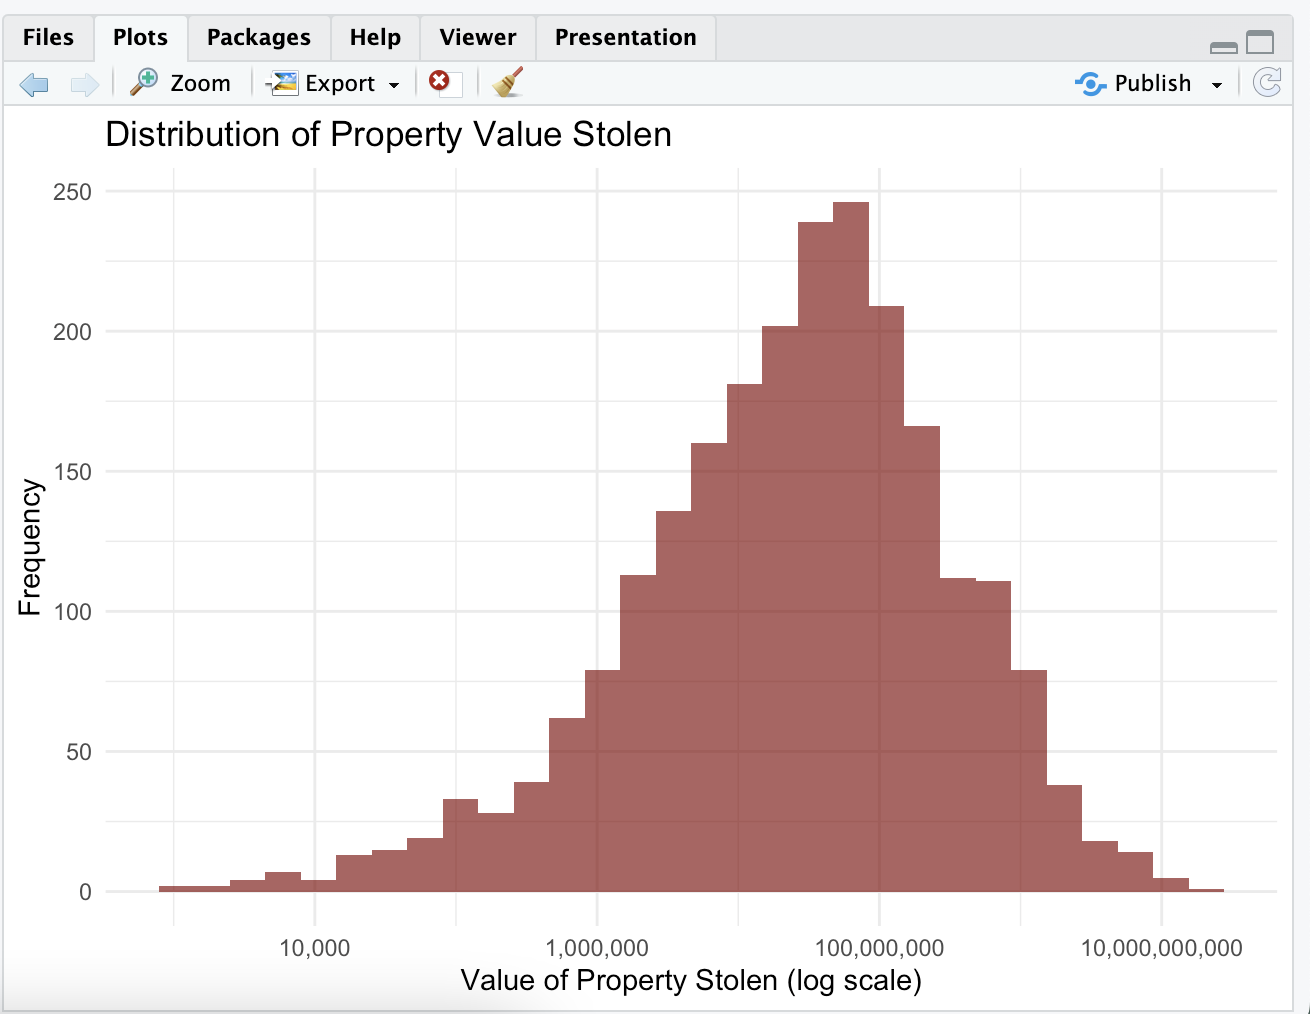 Files Plots Packages Help Viewer Presentation
Zoom Export Publish
Distribution of Property Value Stolen
250
200
150
100
50
0
Frequency
10,000 1,000,000 100,000,000 10,000,000,000
Value of Property Stolen (log scale)